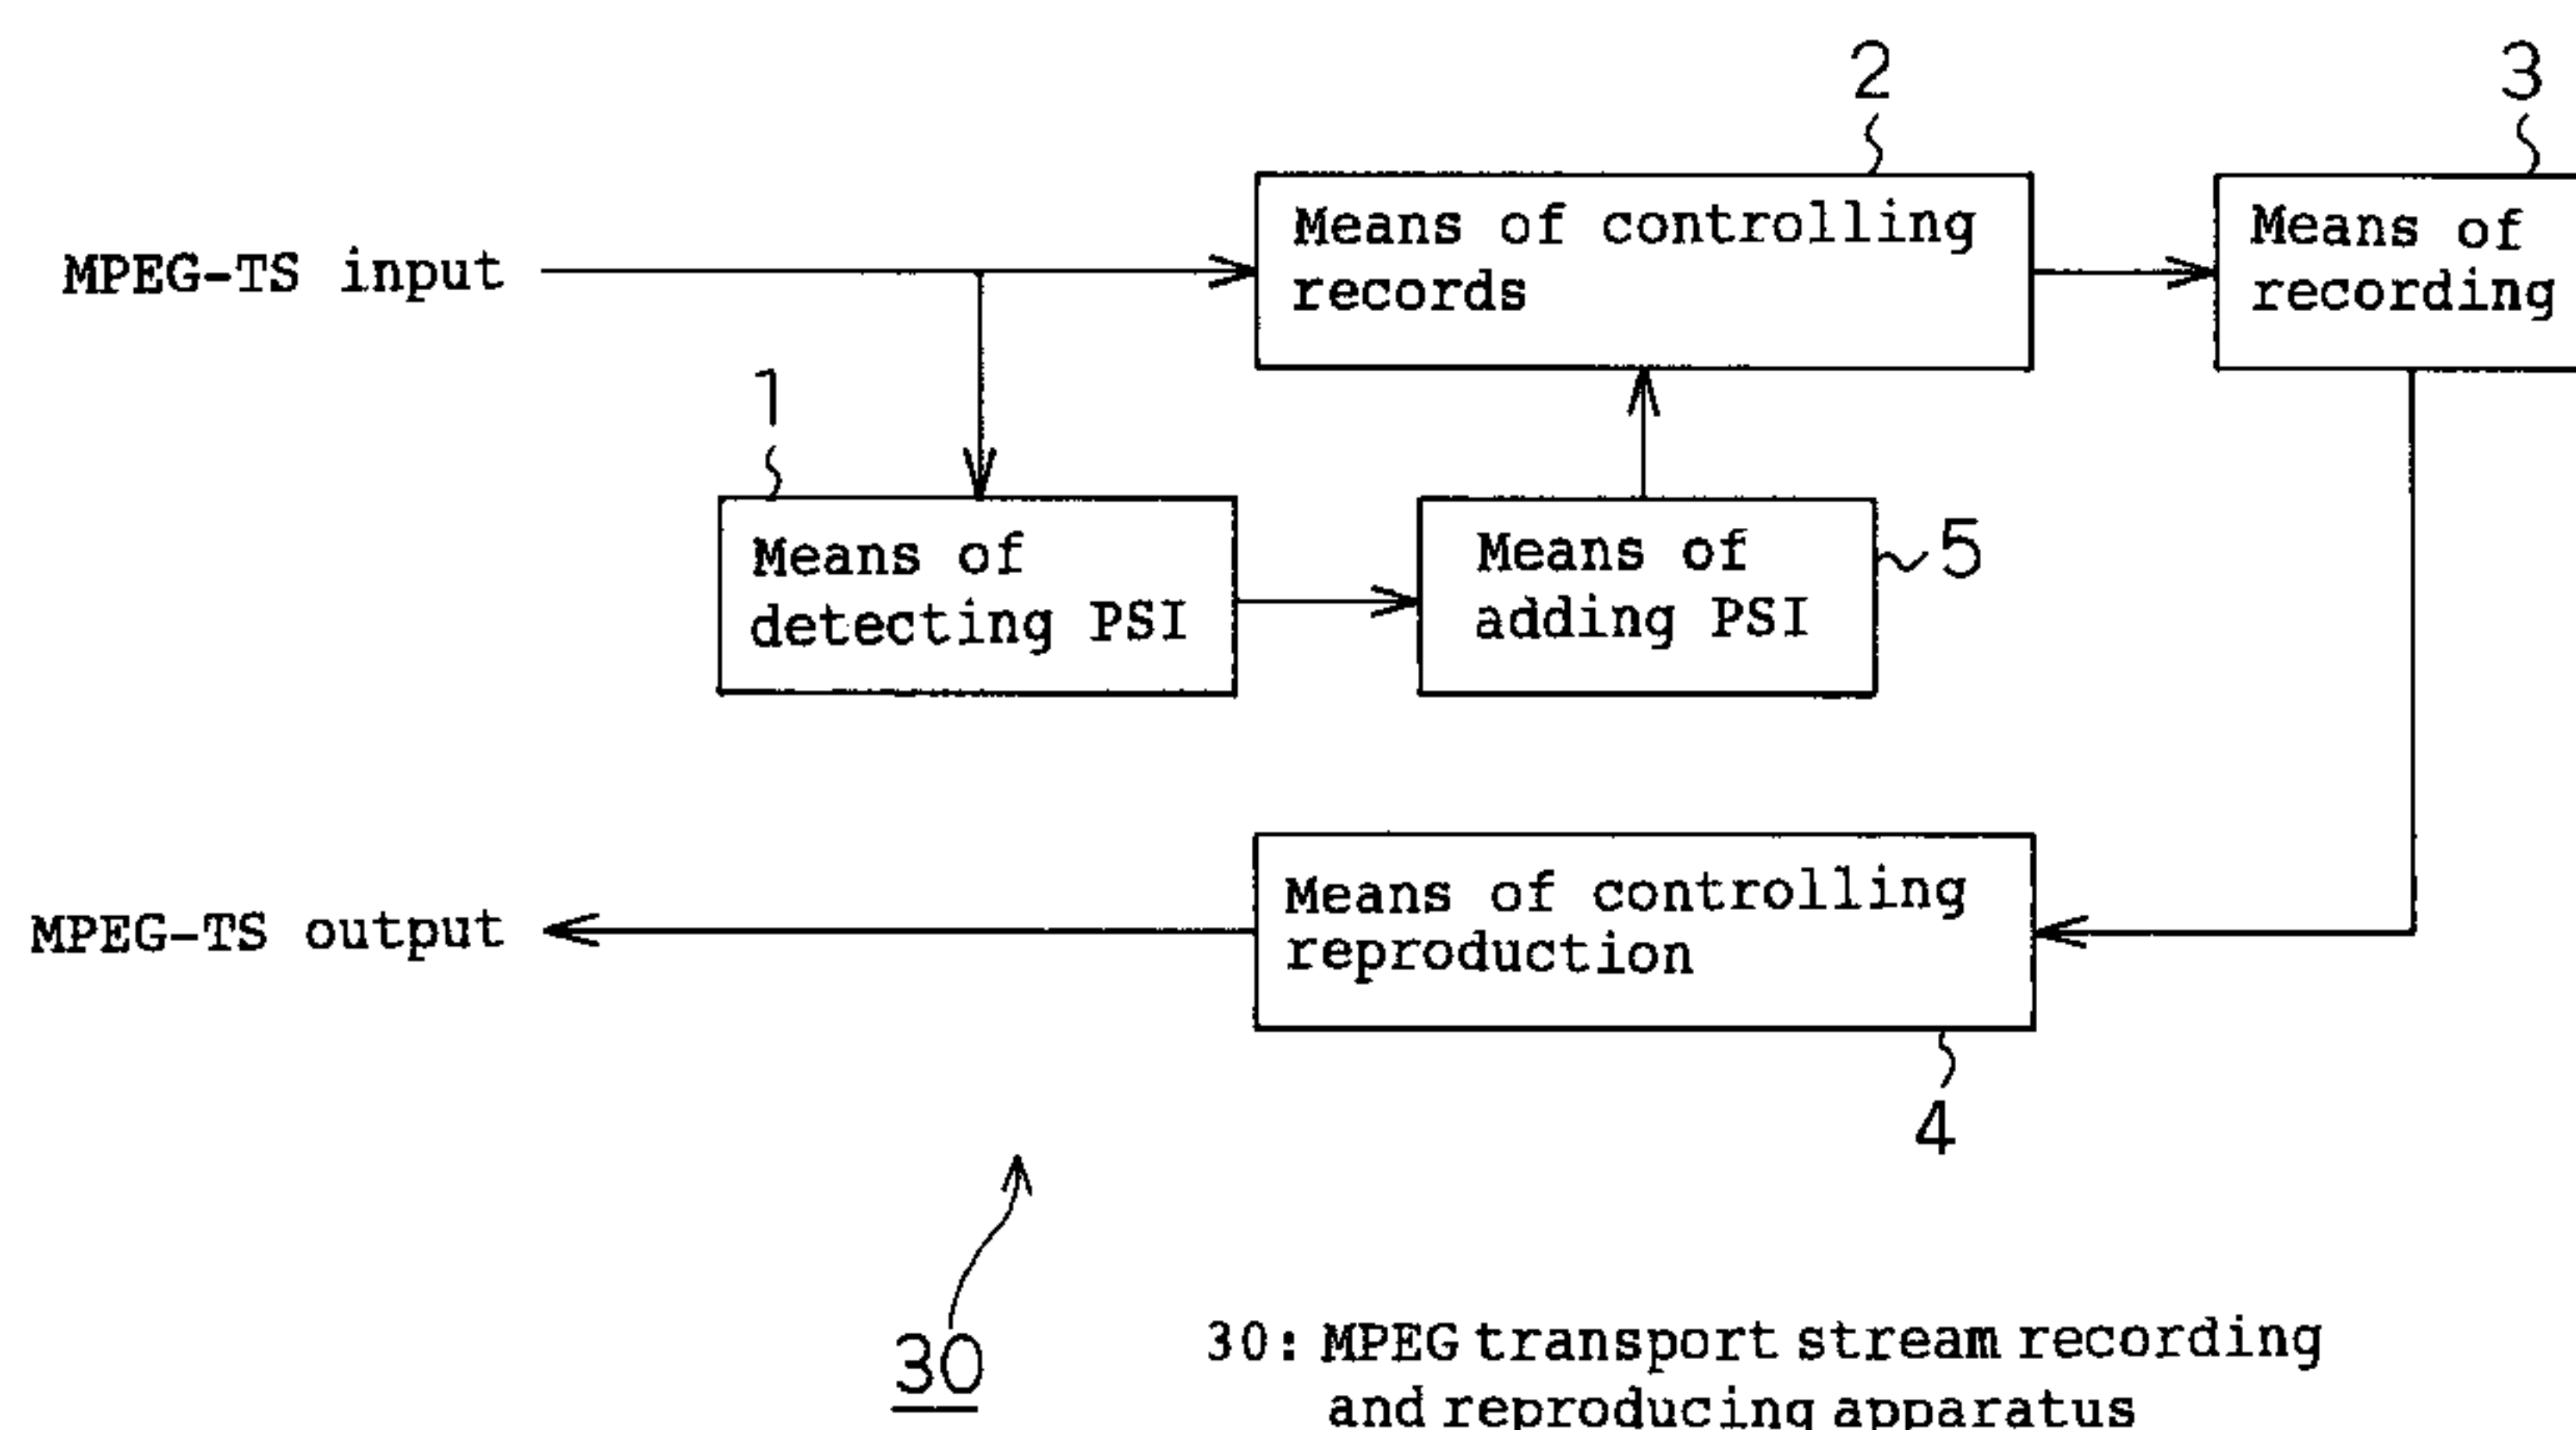 2
3
MPEG-TS input
Means of controlling
records
Means of
recording
1
Means of
detecting PSI
Means of
adding PSI
5
MPEG-TS output
Means of controlling
reproduction
4
30
30: MPEG transport stream recording
and reproducing apparatus